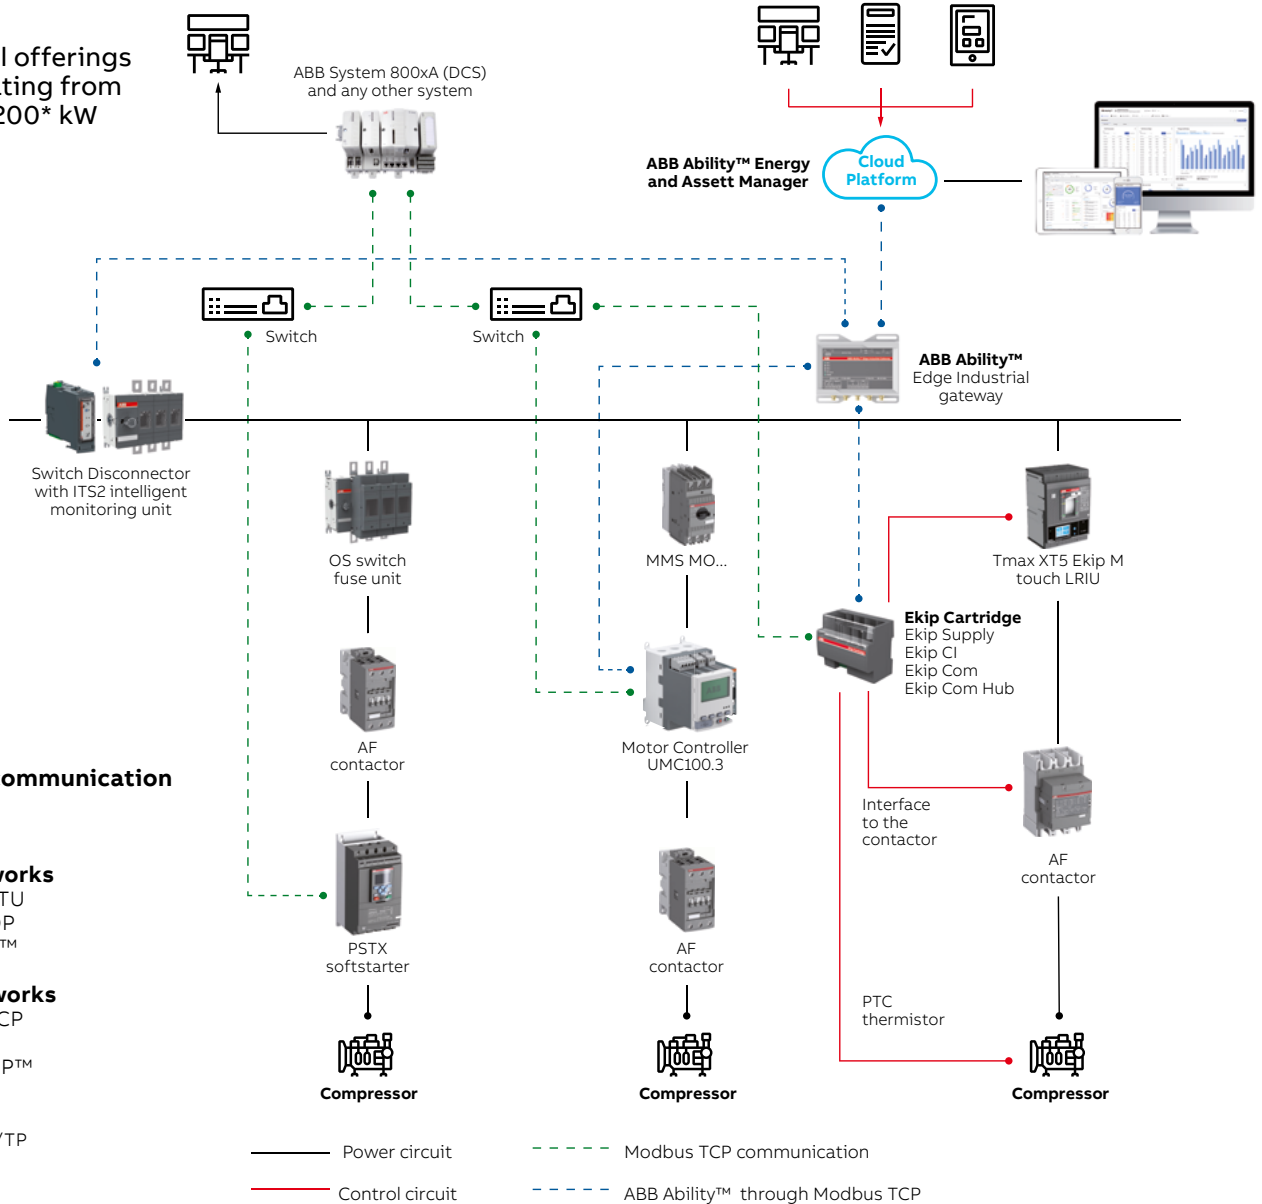 l offerings
ating from
200* kW
ABB System 800xA (DCS)
and any other system
ABB Ability™ Energy
and Assett Manager
Cloud
Platform
Switch
Switch
ABB Ability™
Edge Industrial
gateway
Switch Disconnector
with ITS2 intelligent
monitoring unit
OS switch
fuse unit
MMS MO...
Tmax XT5 Ekip M
touch LRIU
Ekip Cartridge
Ekip Supply
Ekip CI
Ekip Com
Ekip Com Hub
AF
contactor
Motor Controller
UMC100.3
Interface
to the
contactor
AF
contactor
ommunication
PSTX
softstarter
AF
contactor
works
TU
DP
™
works
CP
P™
/TP
PTC
thermistor
Compressor
Compressor
Compressor
Power circuit
Modbus TCP communication
Control circuit
ABB Ability™ through Modbus TCP